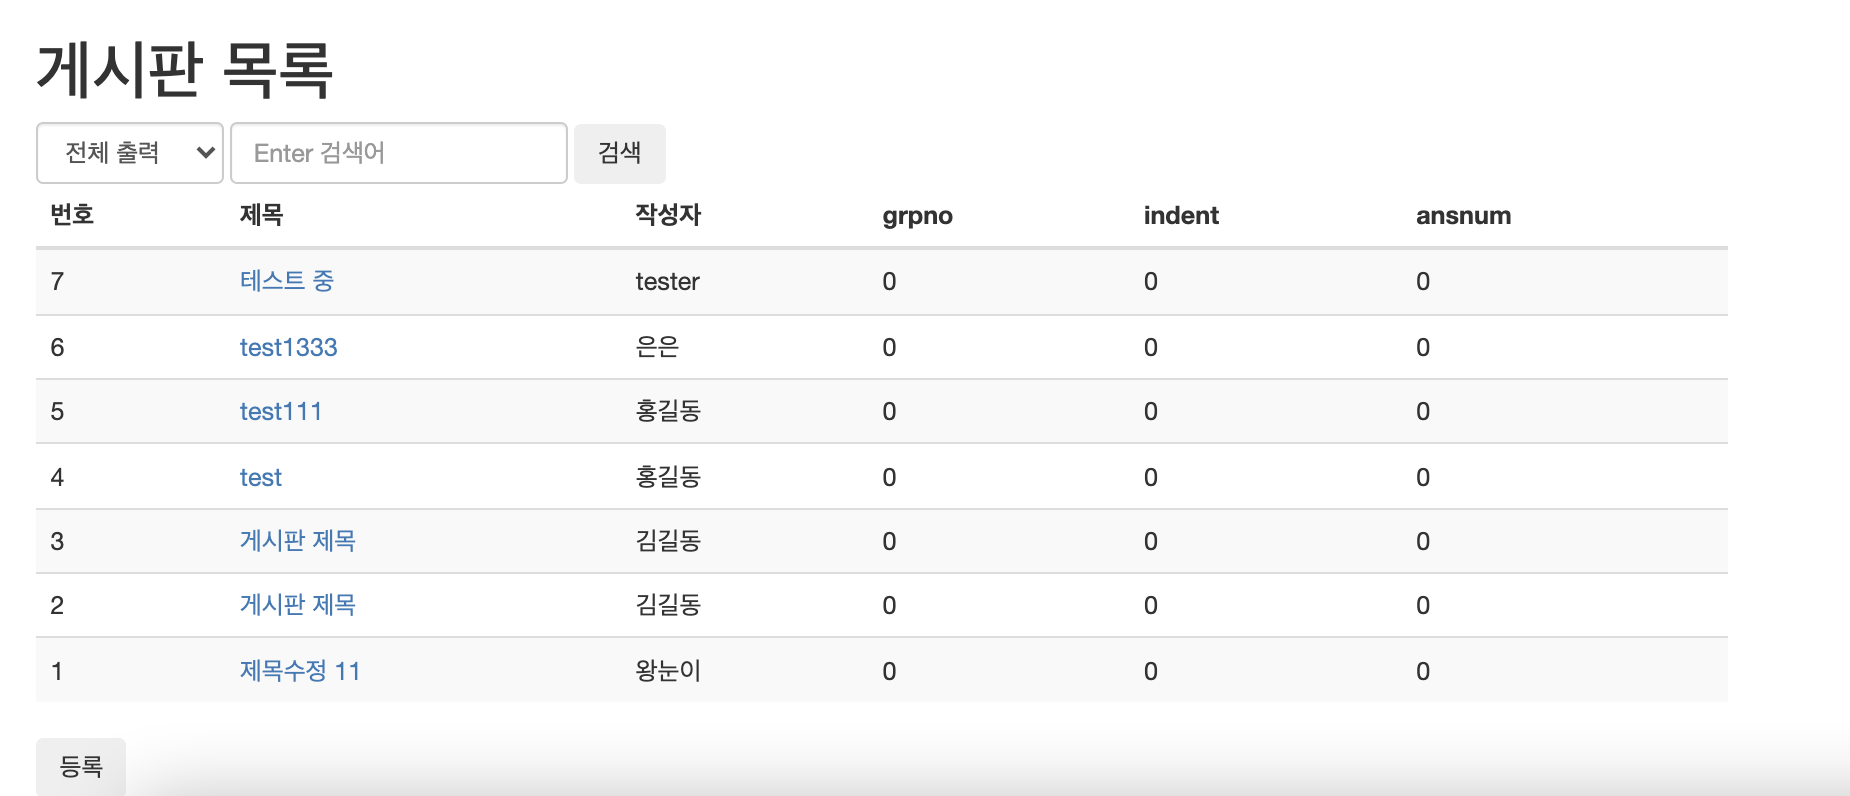 게시판 목록
전체 출력 Enter 검색어 검색
번호 제목 작성자 grpno indent ansnum
7 테스트 중 tester 0 0 0
6 test1333 은은 0 0 0
5 test111 홍길동 0 0 0
4 test 홍길동 0 0 0
3 게시판 제목 김길동 0 0 0
2 게시판 제목 김길동 0 0 0
1 제목수정 11 왕눈이 0 0 0
등록